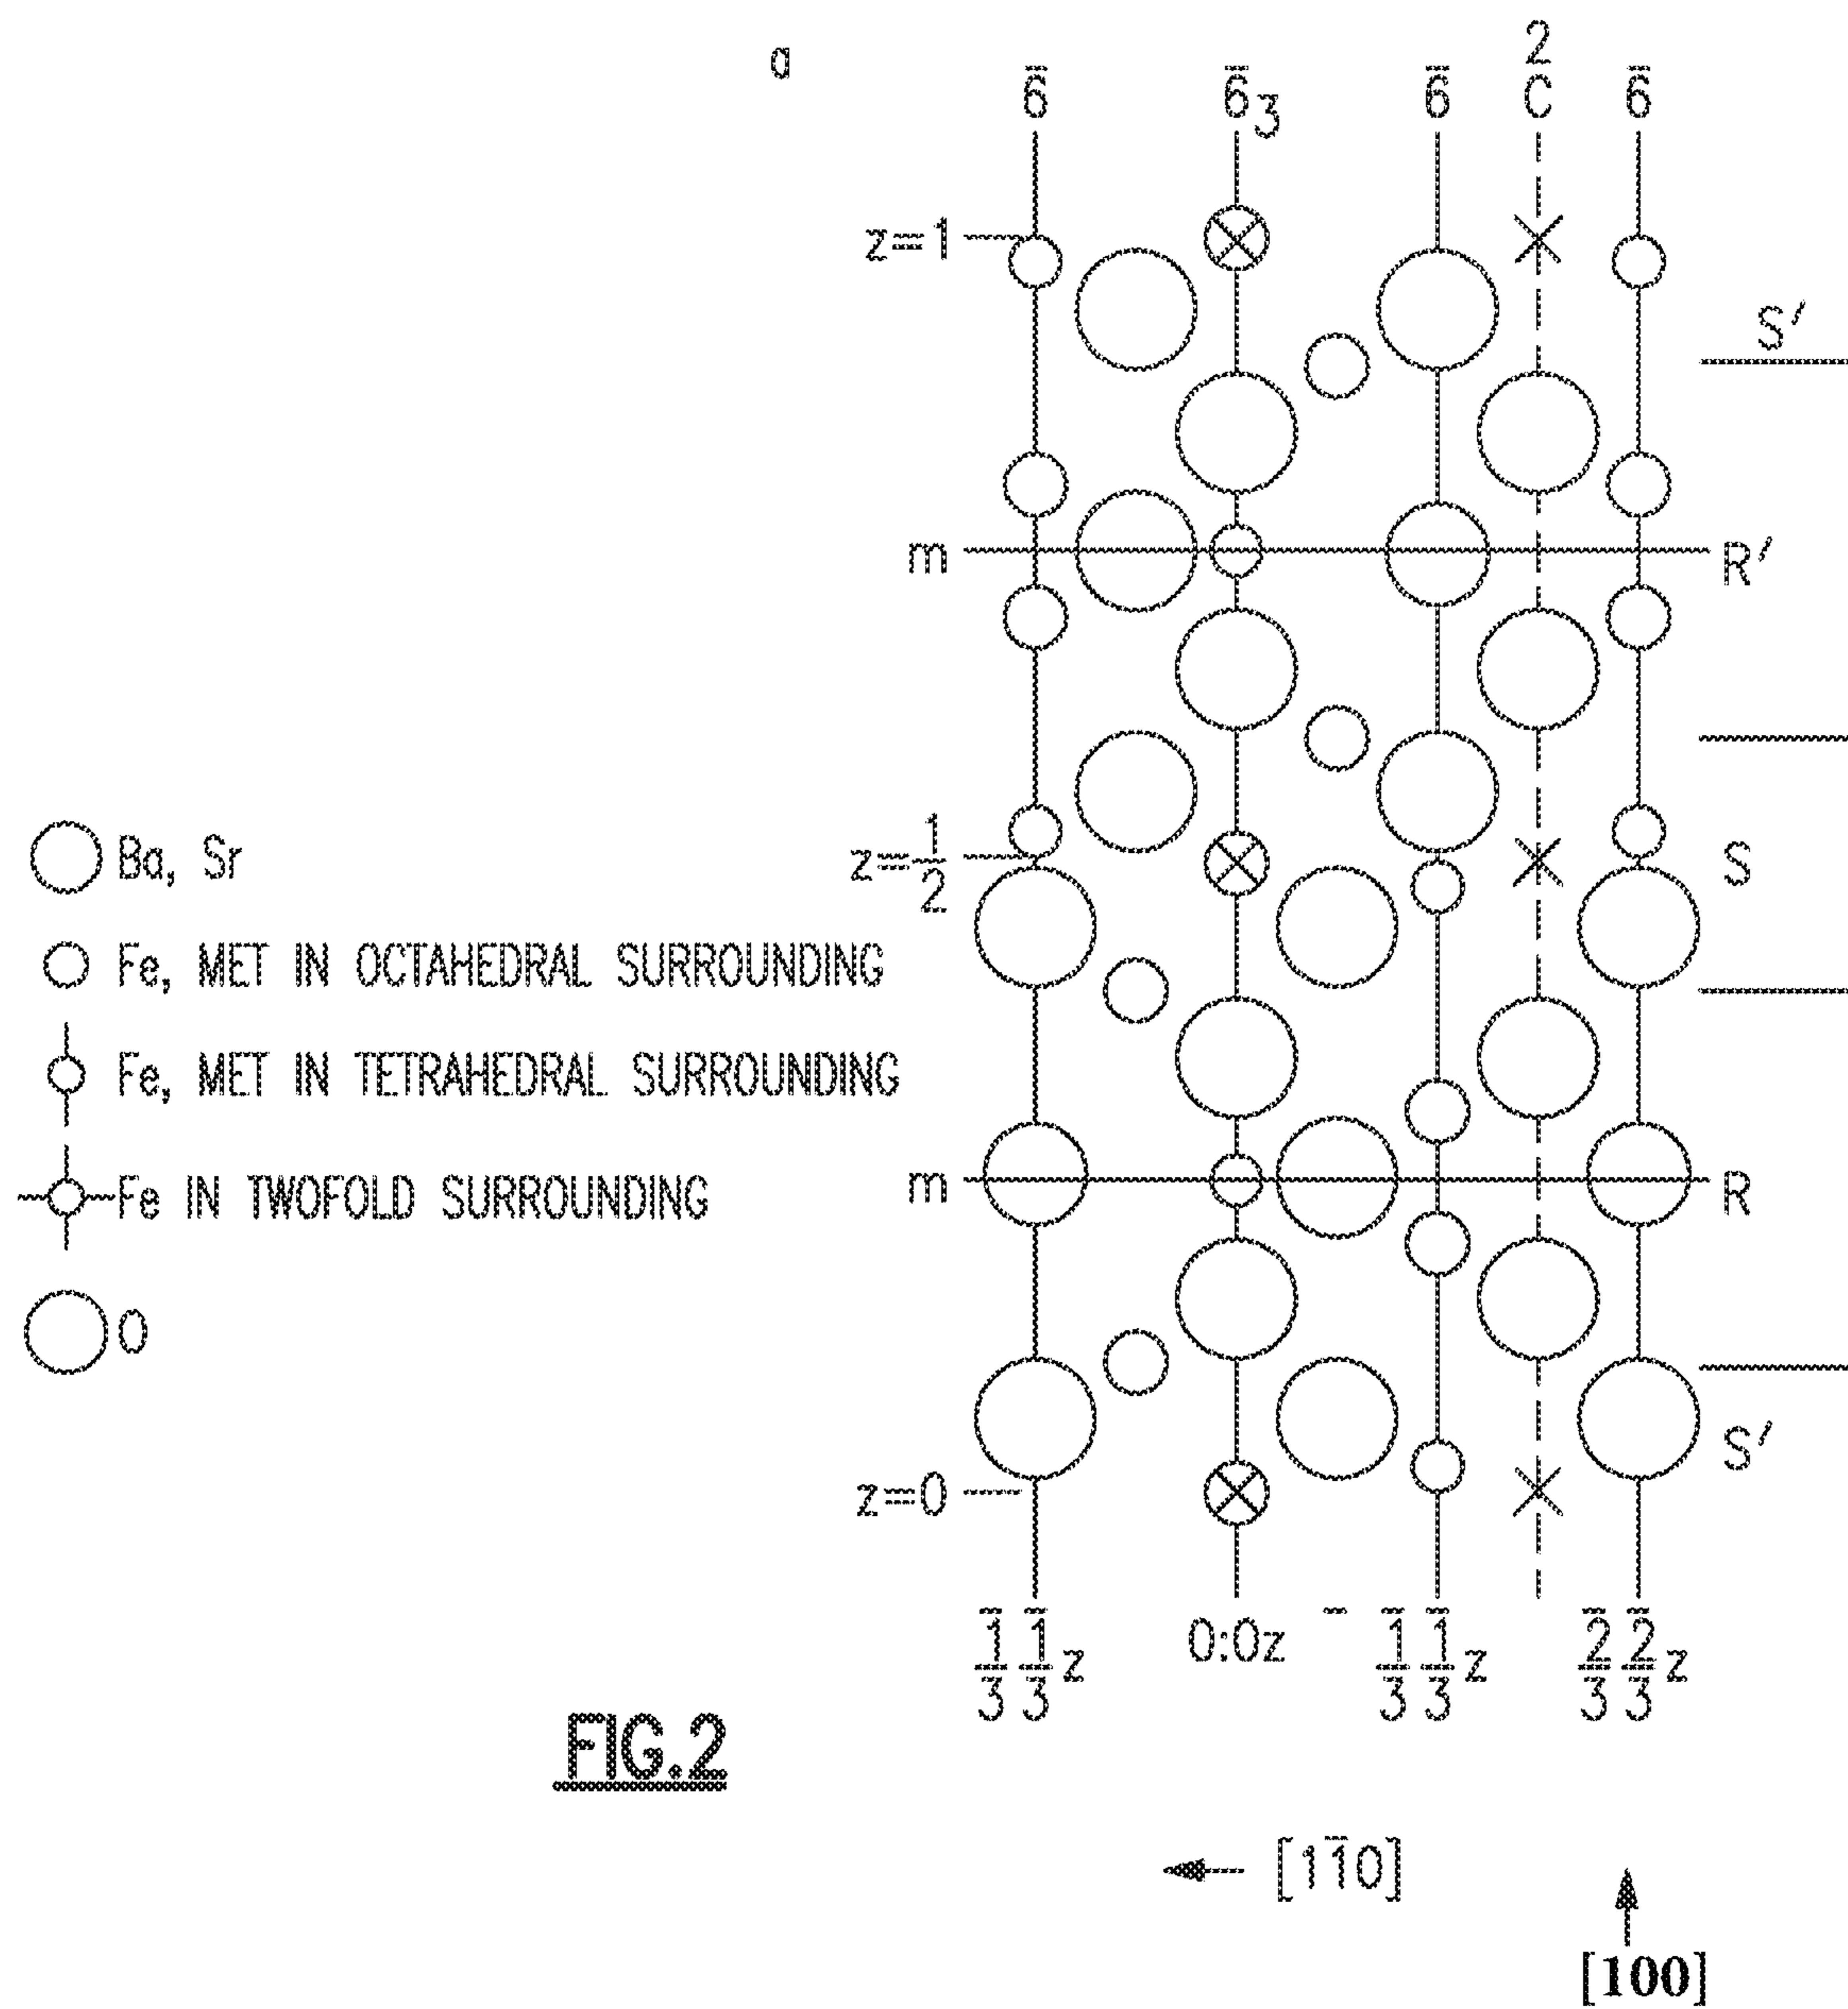 a
6̅ 6̅₃ 6̅ 2 C 6̅
z=1
S′
m R′
z=1/2 S
Ba, Sr
Fe, MET IN OCTAHEDRAL SURROUNDING
Fe, MET IN TETRAHEDRAL SURROUNDING
m R
Fe IN TWOFOLD SURROUNDING
O
S′
z=0
1̅/3 1̅/3 z 0:0z ¯ 1̅/3 1̅/3 z 2̅/3 2̅/3 z
FIG.2
[11̅0]
[100]